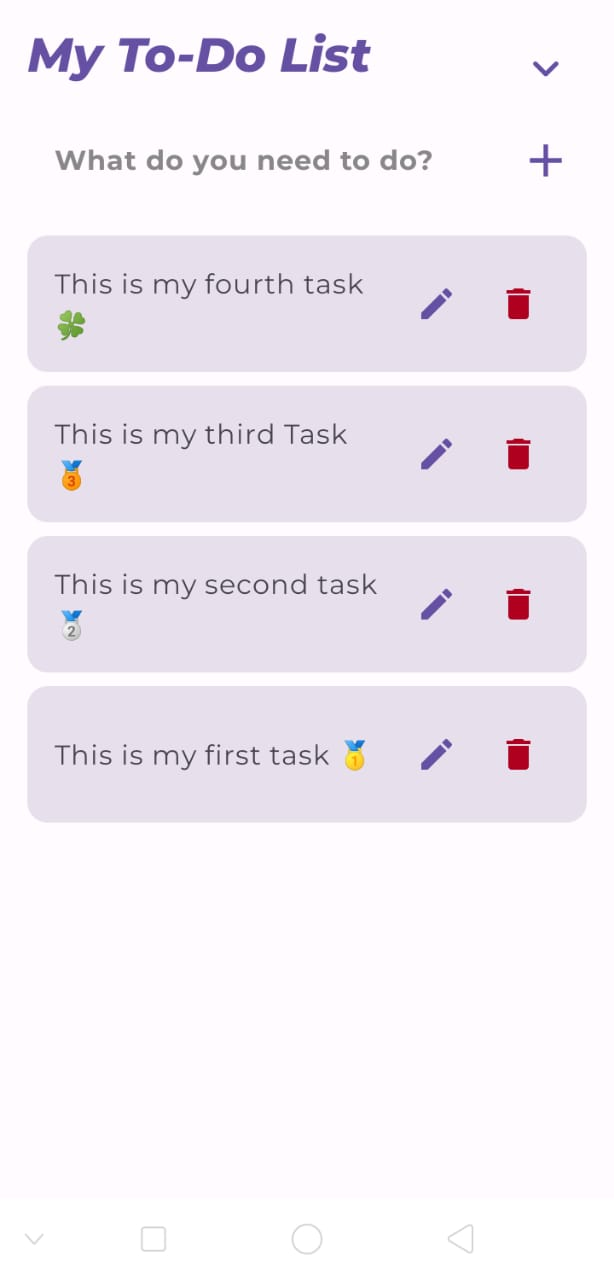 My To-Do List
What do you need to do?
This is my fourth task
🍀
This is my third Task
🥉
This is my second task
🥈
This is my first task 🥇